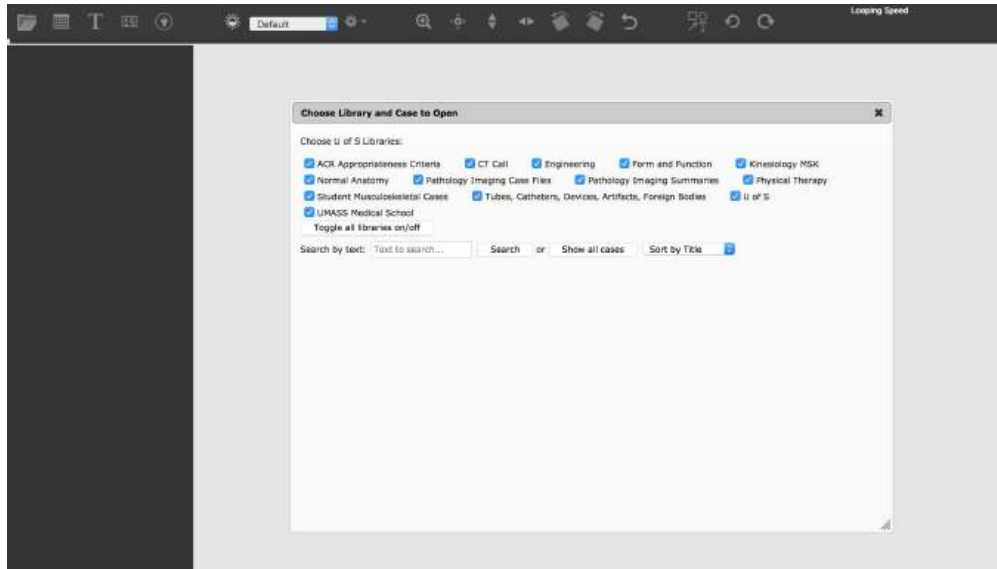 Looping Speed
T Default
Choose Library and Case to Open
Choose U of S Libraries:
ACR Appropriateness Criteria CT Call Engineering Form and Function Kinesiology MSK
Normal Anatomy Pathology Imaging Case Files Pathology Imaging Summaries Physical Therapy
Student Musculoskeletal Cases Tubes, Catheters, Devices, Artifacts, Foreign Bodies U of S
UMASS Medical School
Toggle all libraries on/off
Search by text: Text to search... Search or Show all cases Sort by Title